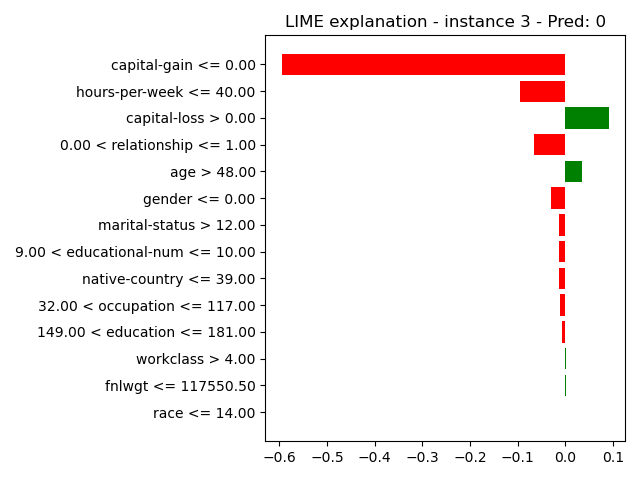 LIME explanation - instance 3 - Pred: 0
capital-gain <= 0.00
hours-per-week <= 40.00
capital-loss > 0.00
0.00 < relationship <= 1.00
age > 48.00
gender <= 0.00
marital-status > 12.00
9.00 < educational-num <= 10.00
native-country <= 39.00
32.00 < occupation <= 117.00
149.00 < education <= 181.00
workclass > 4.00
fnlwgt <= 117550.50
race <= 14.00
−0.6 −0.5 −0.4 −0.3 −0.2 −0.1 0.0 0.1